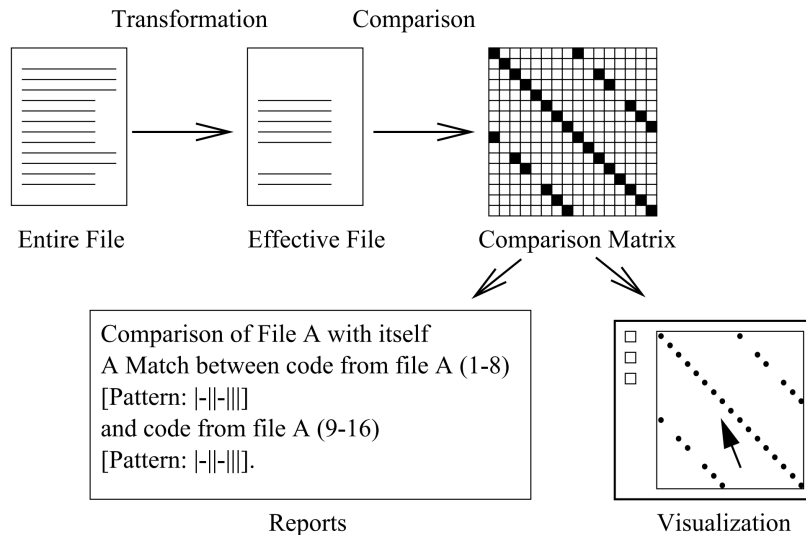 Transformation
Comparison
Entire File
Effective File
Comparison Matrix
Comparison of File A with itself
A Match between code from file A (1-8)
[Pattern: |-||-|||]
and code from file A (9-16)
[Pattern: |-||-|||].
Reports
Visualization